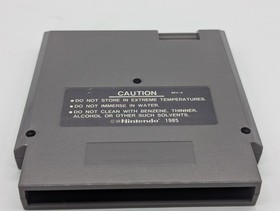 CAUTION
• DO NOT STORE IN EXTREME TEMPERATURES.
• DO NOT IMMERSE IN WATER.
• DO NOT CLEAN WITH BENZENE, THINNER,
ALCOHOL OR OTHER SUCH SOLVENTS.
©®Nintendo 1985